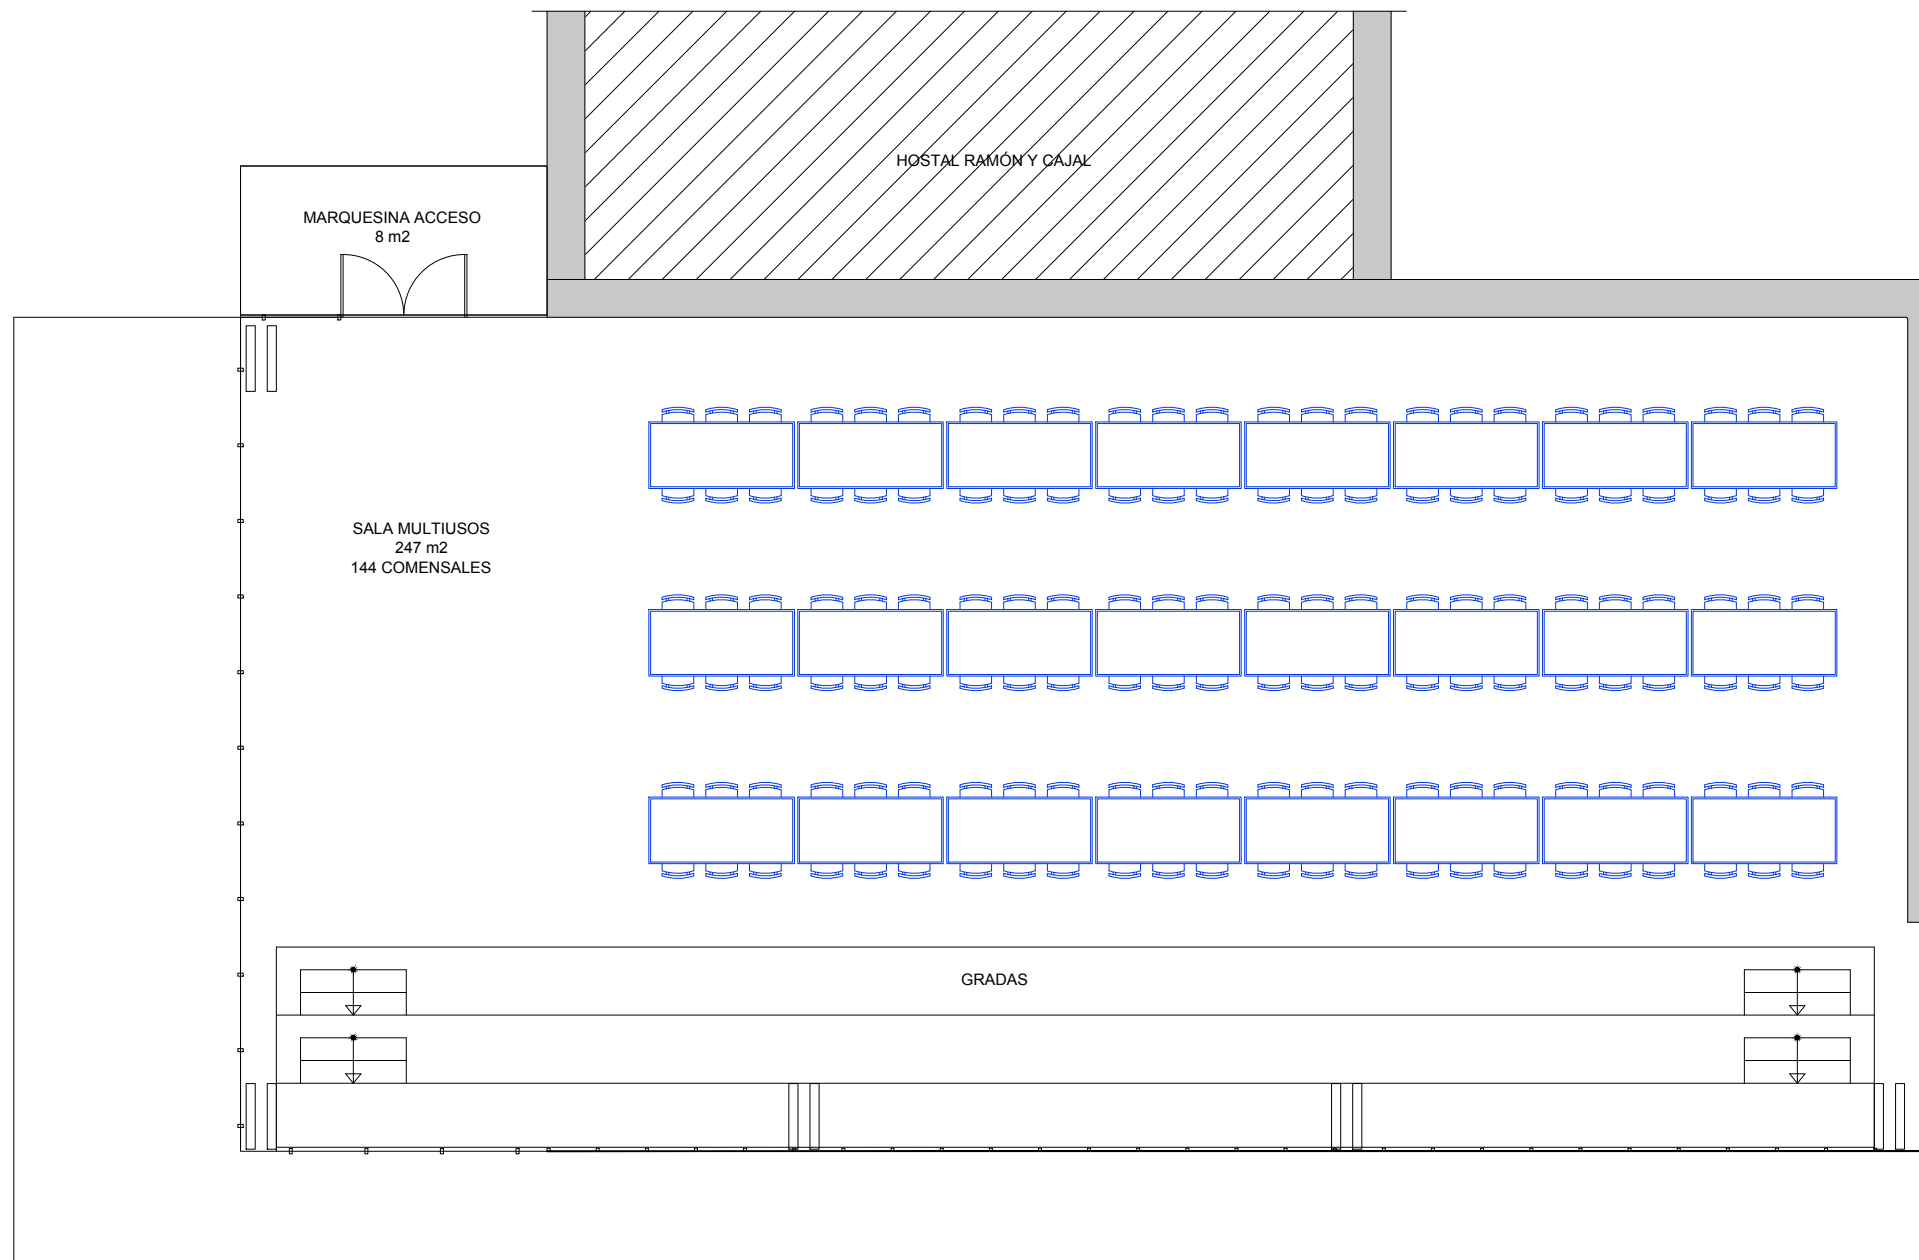 HOSTAL RAMÓN Y CAJAL
MARQUESINA ACCESO
8 m2
SALA MULTIUSOS
247 m2
144 COMENSALES
GRADAS